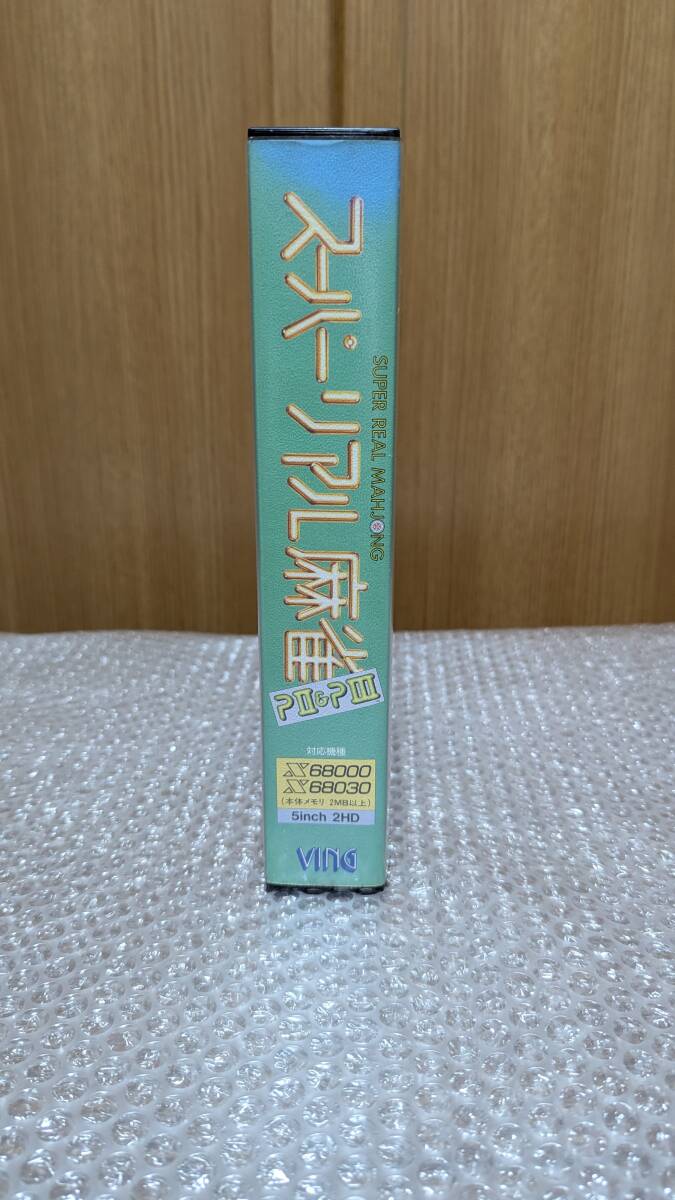 スーパーリアル麻雀
SUPER REAL MAHJONG
PⅡ&PⅢ
対応機種
X68000
X68030
(本体メモリ 2MB以上)
5inch 2HD
VING